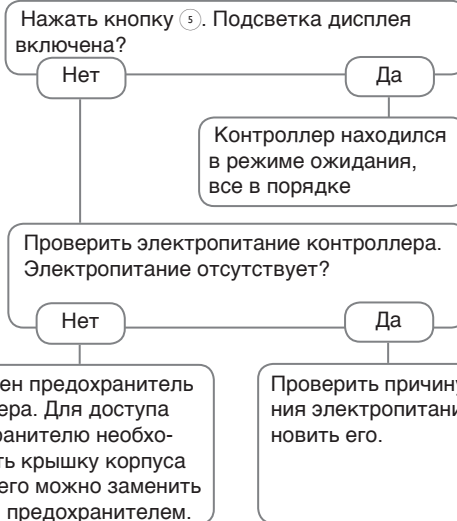 Нажать кнопку ⑤. Подсветка дисплея
включена?
Нет
Да
Контроллер находился
в режиме ожидания,
все в порядке
Проверить электропитание контроллера.
Электропитание отсутствует?
Нет
Да
ен предохранитель
ера. Для доступа
ранителю необхо-
ть крышку корпуса
его можно заменить
предохранителем.
Проверить причину
ния электропитани
новить его.